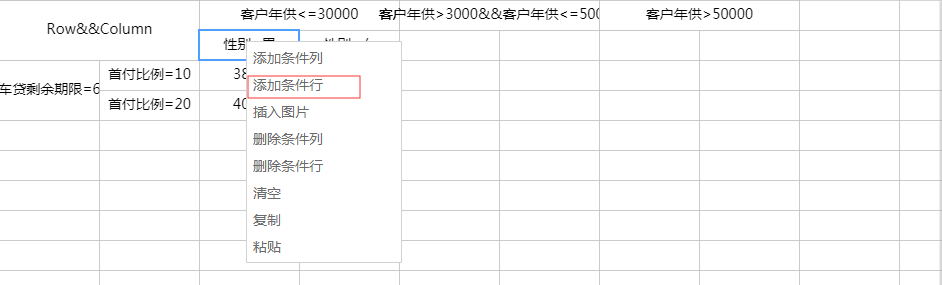 客户年供<=30000
客户年供>3000&&客户年供<=500
客户年供>50000
Row&&Column
性别
车贷剩余期限=6
首付比例=10
38
首付比例=20
40
添加条件列
添加条件行
插入图片
删除条件列
删除条件行
清空
复制
粘贴